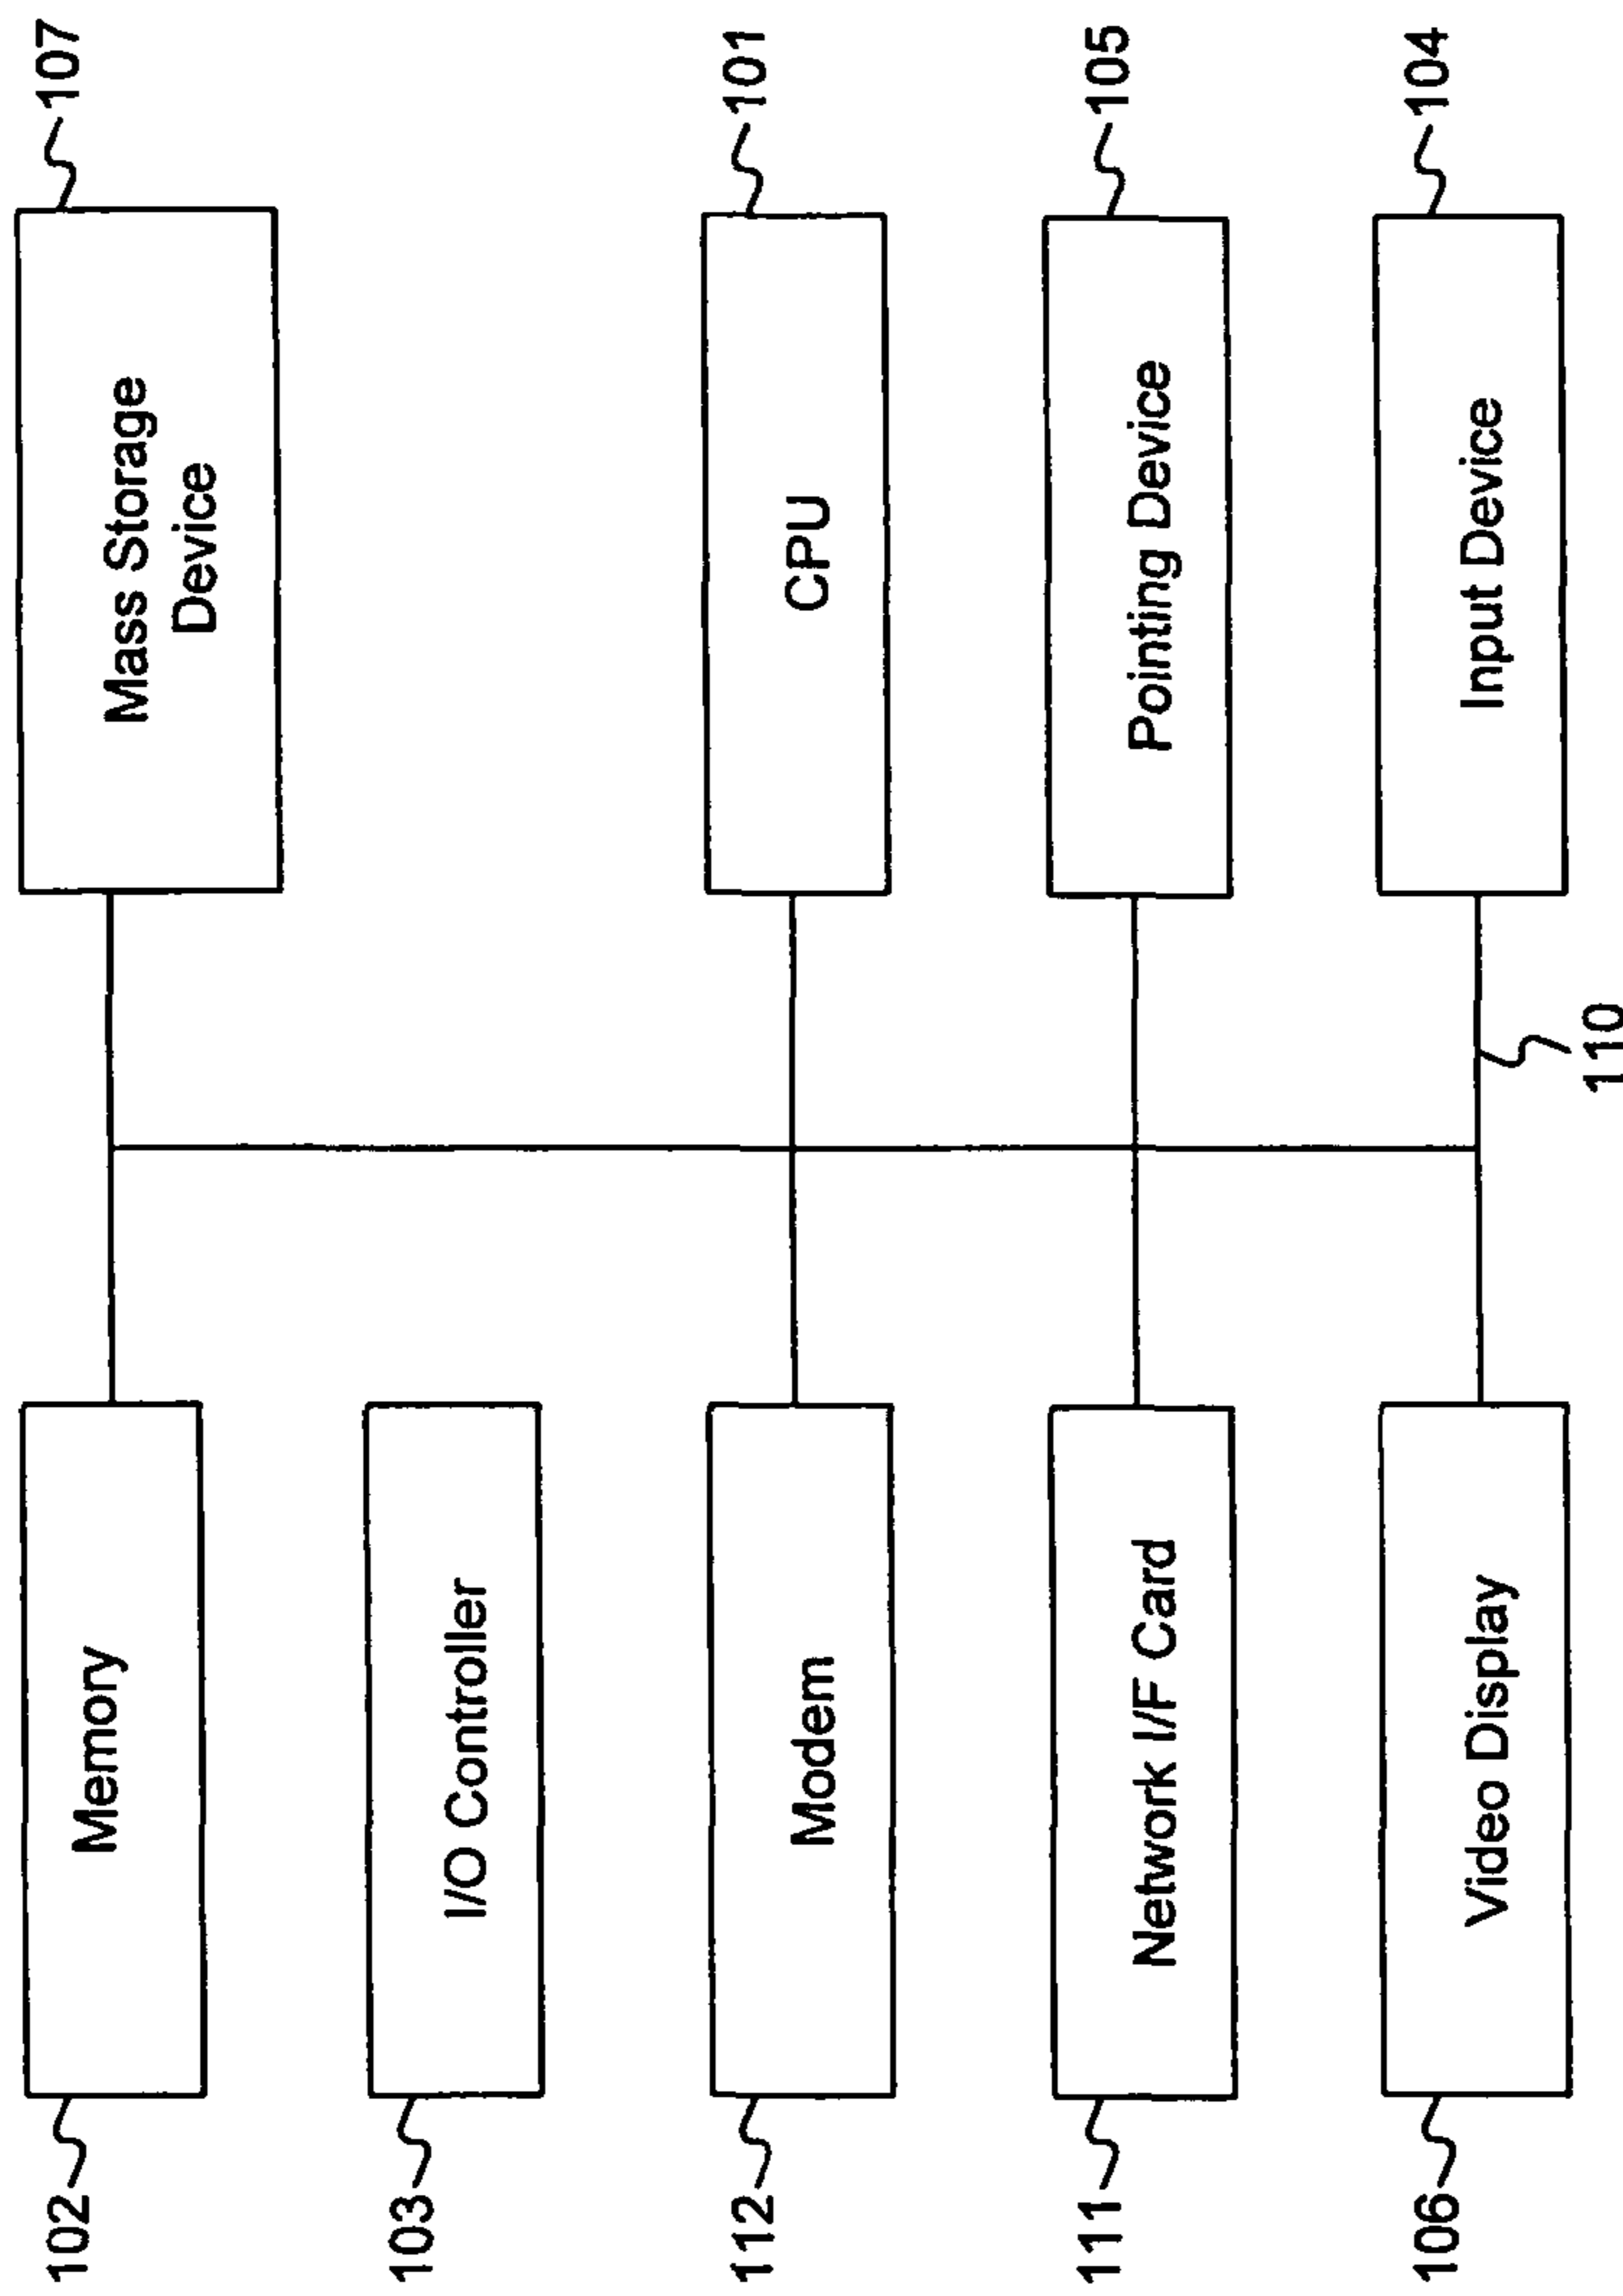 102
Memory
Mass Storage
Device
107
103
I/O Controller
112
Modem
CPU
101
111
Network I/F Card
Pointing Device
105
106
Video Display
Input Device
104
110